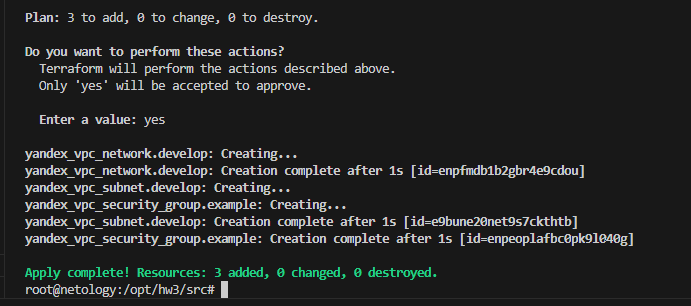 Plan: 3 to add, 0 to change, 0 to destroy.
Do you want to perform these actions?
Terraform will perform the actions described above.
Only 'yes' will be accepted to approve.
Enter a value: yes
yandex_vpc_network.develop: Creating...
yandex_vpc_network.develop: Creation complete after 1s [id=enpfmdb1b2gbr4e9cdou]
yandex_vpc_subnet.develop: Creating...
yandex_vpc_security_group.example: Creating...
yandex_vpc_subnet.develop: Creation complete after 1s [id=e9bune20net9s7ckthtb]
yandex_vpc_security_group.example: Creation complete after 1s [id=enpeoplafbc0pk9l040g]
Apply complete! Resources: 3 added, 0 changed, 0 destroyed.
root@netology:/opt/hw3/src#